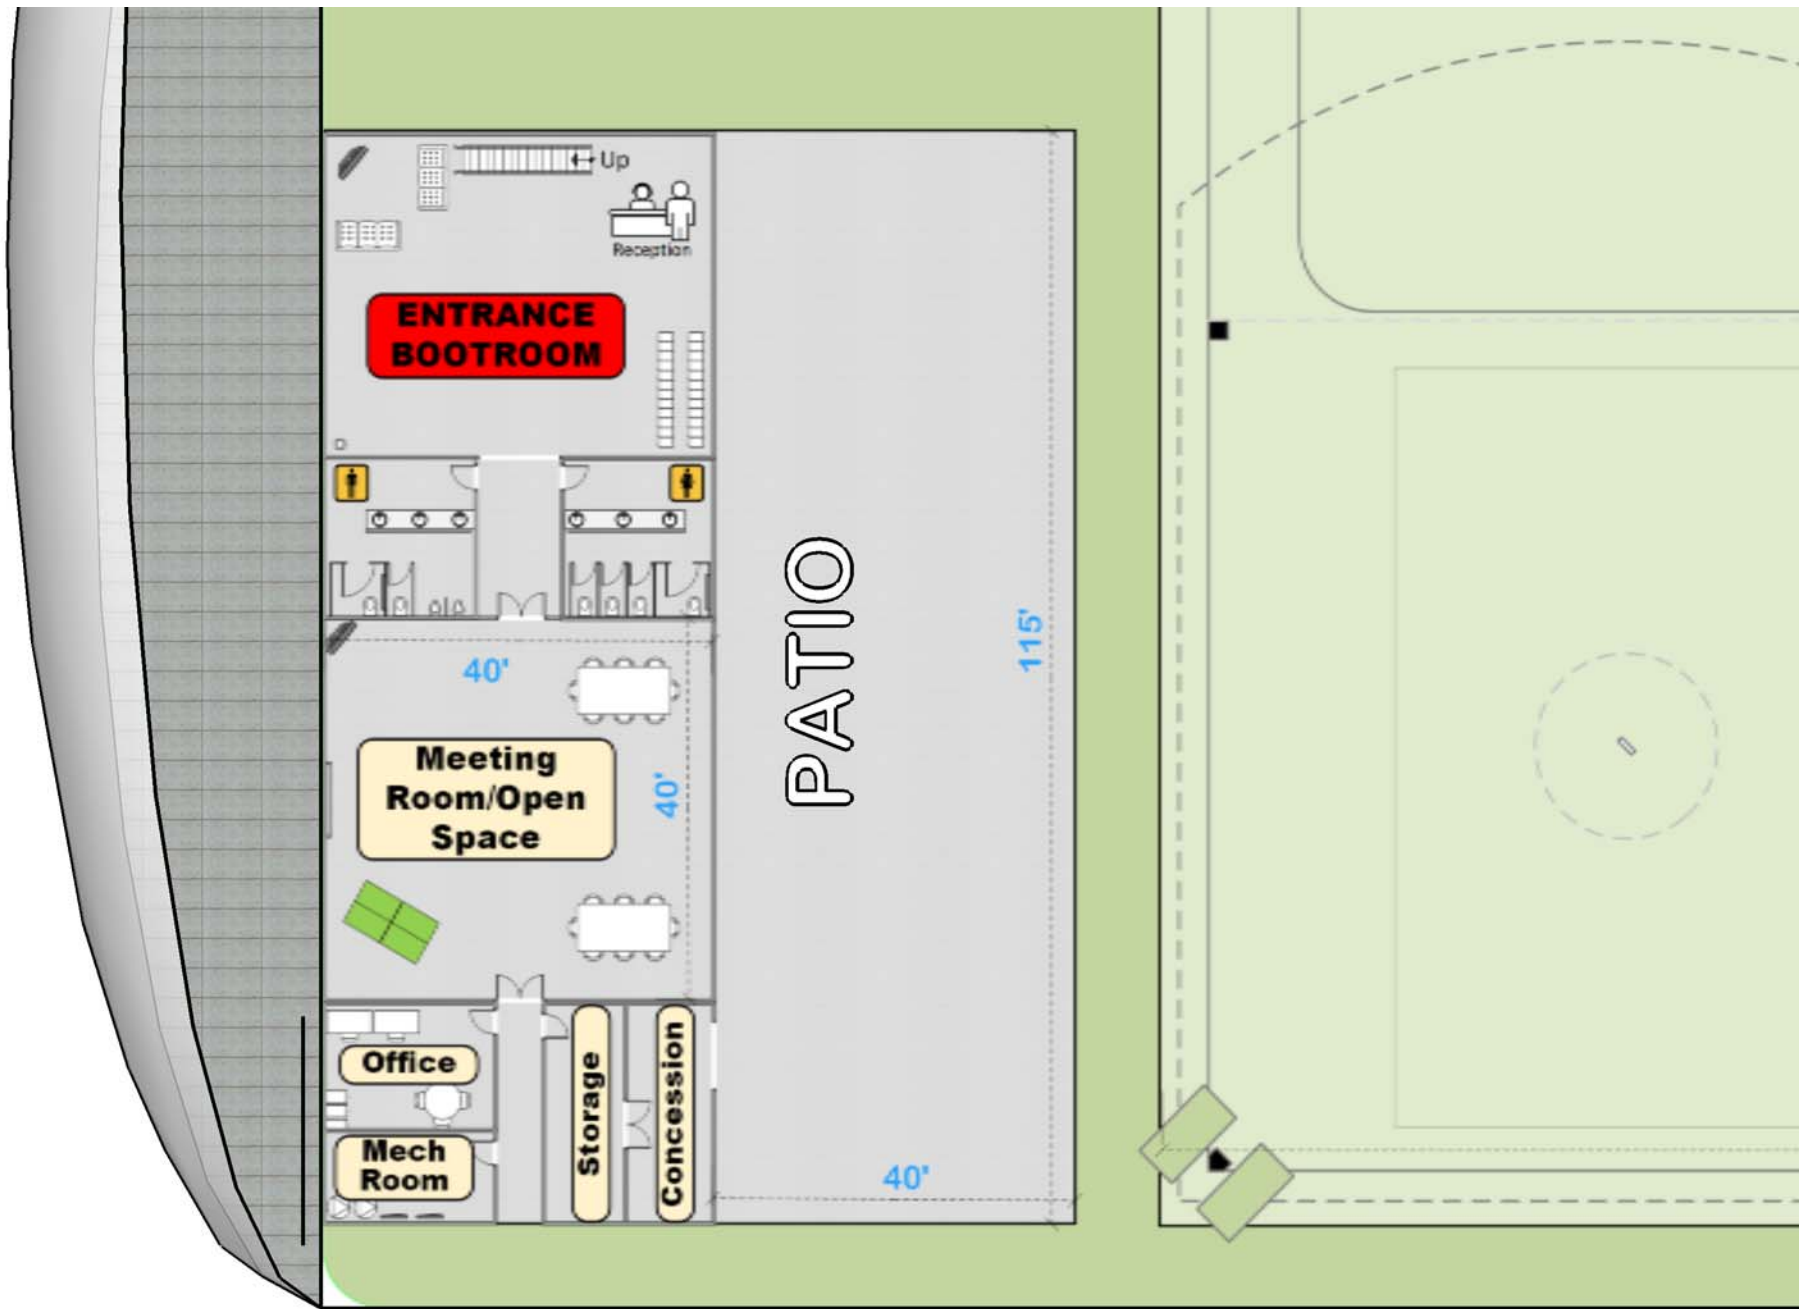 Up
Reception
ENTRANCE
BOOTROOM
40'
Meeting
Room/Open
Space
40'
PATIO
115'
Office
Mech
Room
Storage
Concession
40'